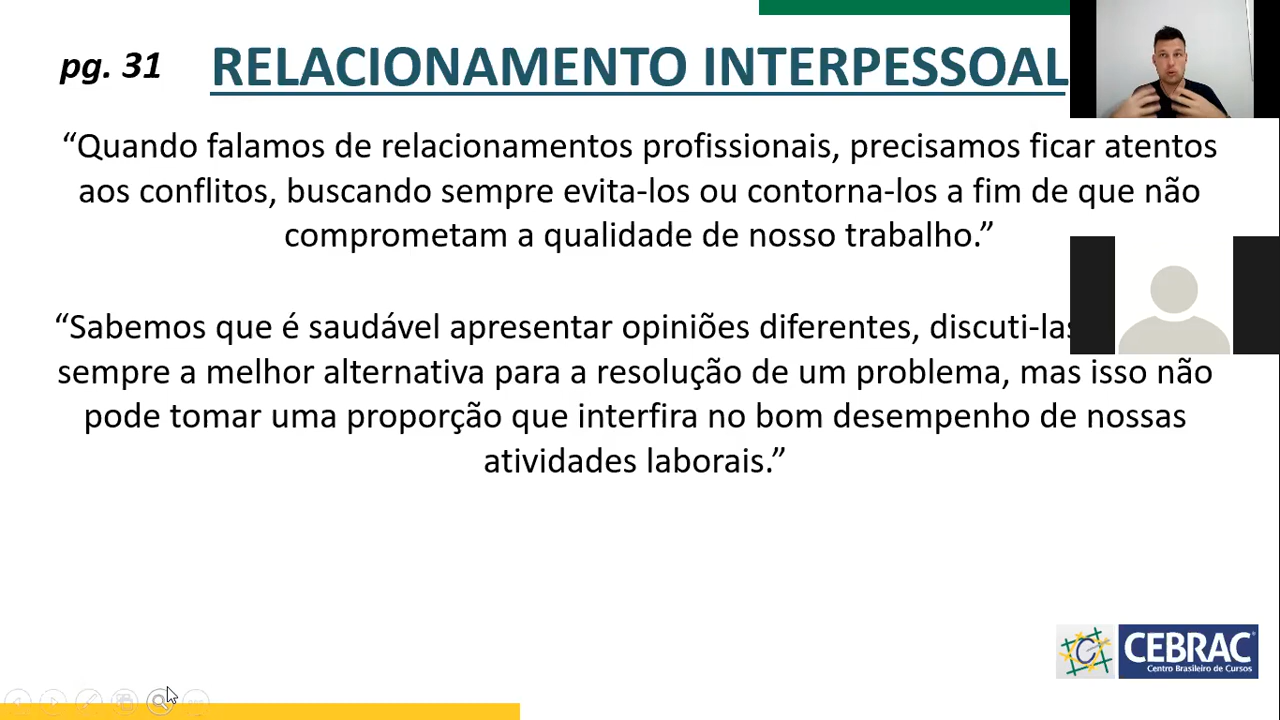 pg. 31
RELACIONAMENTO INTERPESSOAL
“Quando falamos de relacionamentos profissionais, precisamos ficar atentos
aos conflitos, buscando sempre evita-los ou contorna-los a fim de que não
comprometam a qualidade de nosso trabalho.”
“Sabemos que é saudável apresentar opiniões diferentes, discuti-las
sempre a melhor alternativa para a resolução de um problema, mas isso não
pode tomar uma proporção que interfira no bom desempenho de nossas
atividades laborais.”
CEBRAC
Centro Brasileiro de Cursos